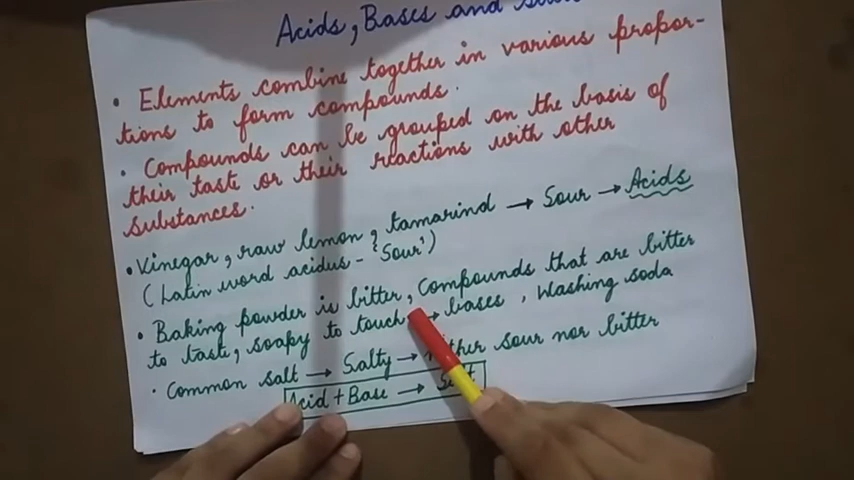 Acids, Bases and
• Elements combine together in various propor-
tions to form compounds.
• Compounds can be grouped on the basis of
their taste or their reactions with other
substances.
• Vinegar, raw lemon, tamarind → Sour → Acids
(Latin word acidus - 'Sour')
• Baking powder is bitter, Compounds that are bitter
to taste, soapy to touch → bases, Washing soda
• Common salt → Salty → neither sour nor bitter
Acid + Base → Salt